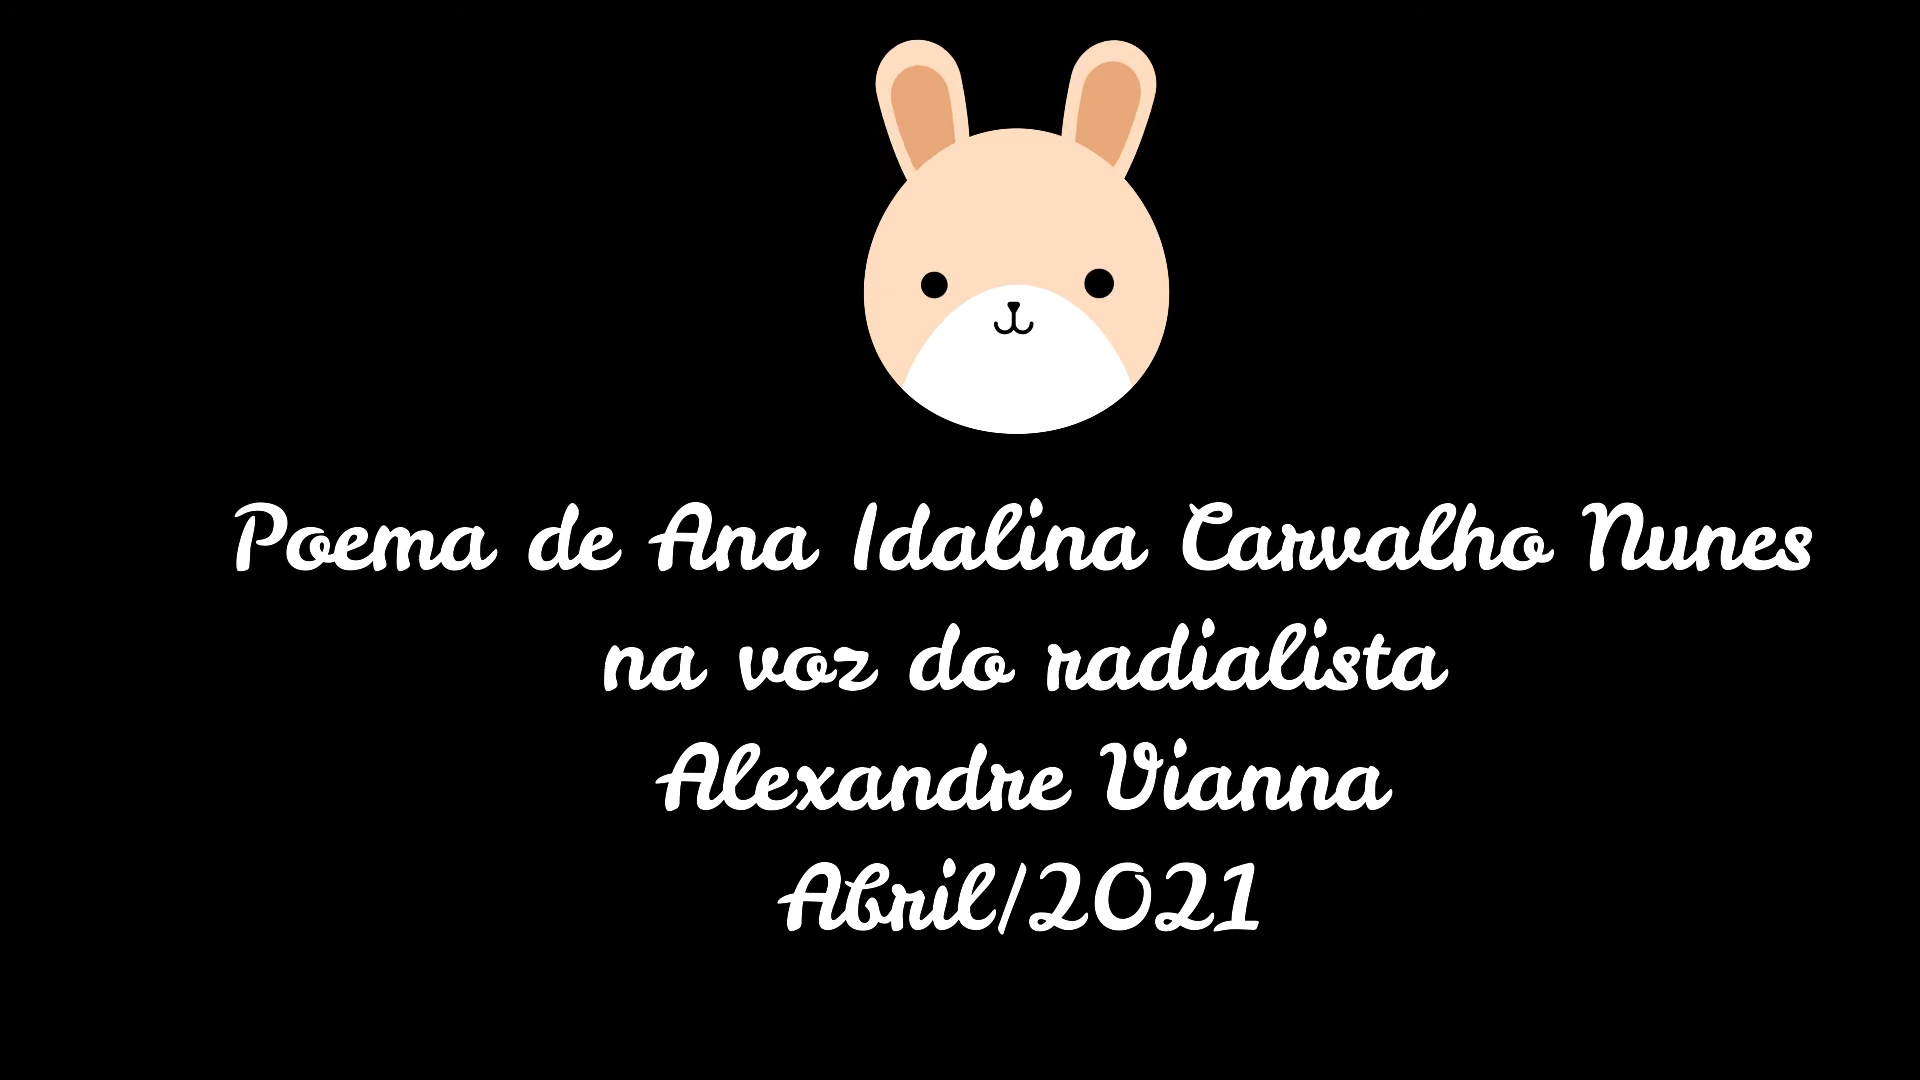 Poema de Ana Idalina Carvalho Nunes
na voz do radialista
Alexandre Vianna
Abril/2021